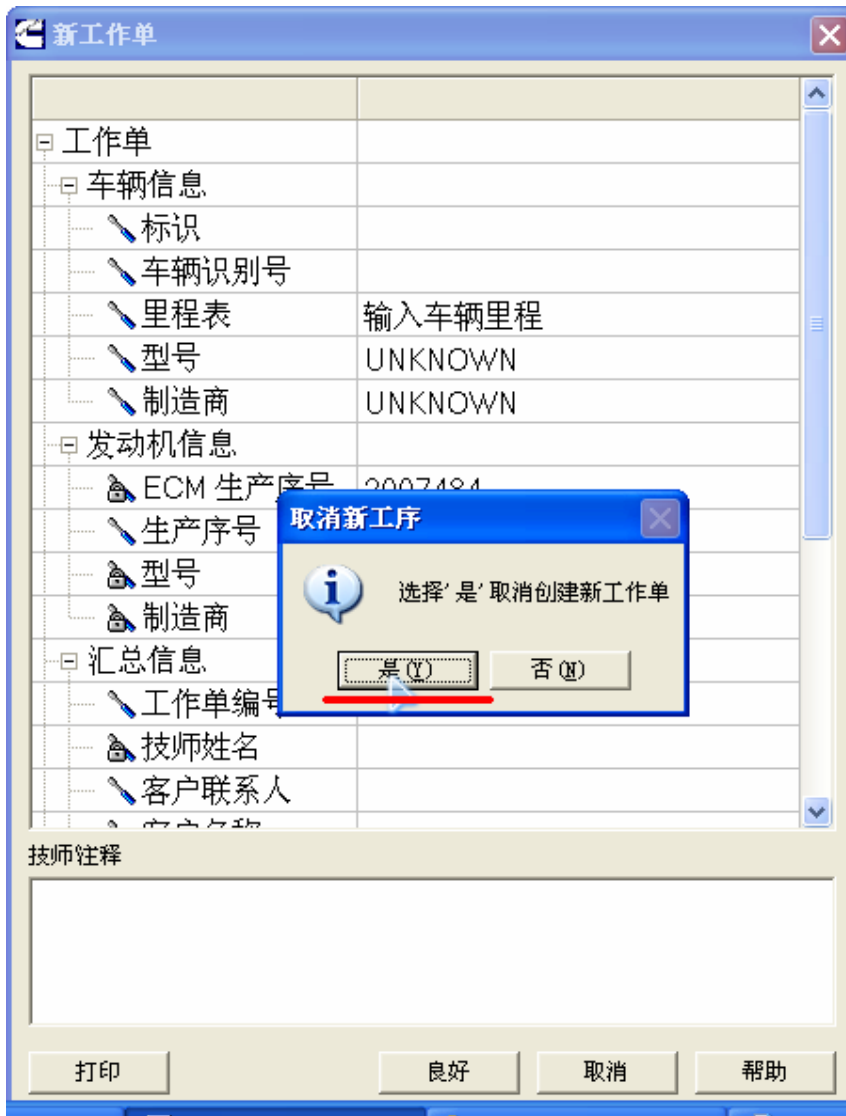 新工作单
工作单
车辆信息
标识
车辆识别号
里程表 输入车辆里程
型号 UNKNOWN
制造商 UNKNOWN
发动机信息
ECM 生产序号 2007484
生产序号
型号
制造商
取消新工序
选择'是'取消创建新工作单
是(Y) 否(N)
汇总信息
工作单编号
技师姓名
客户联系人
客户名称
技师注释
打印 良好 取消 帮助